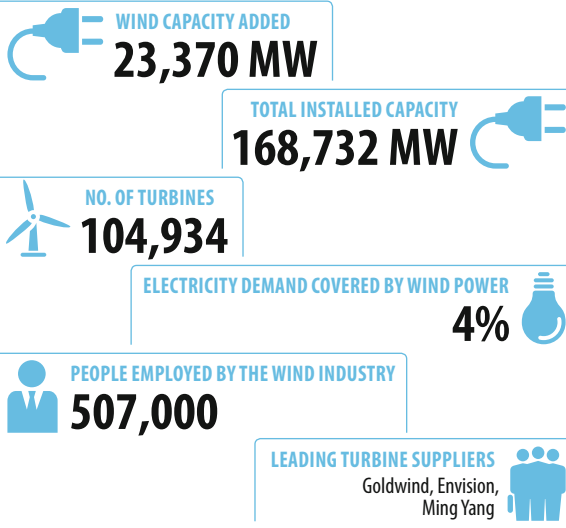 WIND CAPACITY ADDED
23,370 MW
TOTAL INSTALLED CAPACITY
168,732 MW
NO. OF TURBINES
104,934
ELECTRICITY DEMAND COVERED BY WIND POWER
4%
PEOPLE EMPLOYED BY THE WIND INDUSTRY
507,000
LEADING TURBINE SUPPLIERS
Goldwind, Envision,
Ming Yang